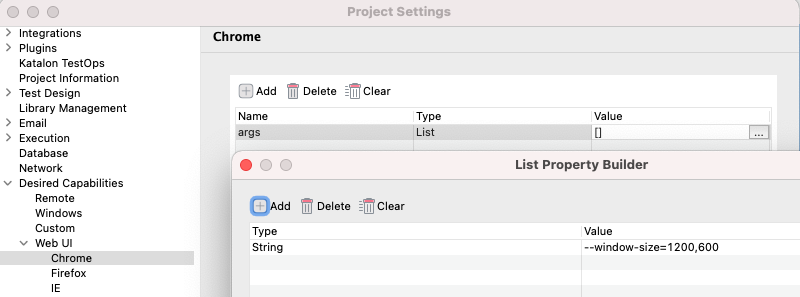 Project Settings
Integrations
Plugins
Katalon TestOps
Project Information
Test Design
Library Management
Email
Execution
Database
Network
Desired Capabilities
Remote
Windows
Custom
Web UI
Chrome
Firefox
IE
Chrome
Add Delete Clear
Name Type Value
args List [] ...
List Property Builder
Add Delete Clear
Type Value
String --window-size=1200,600